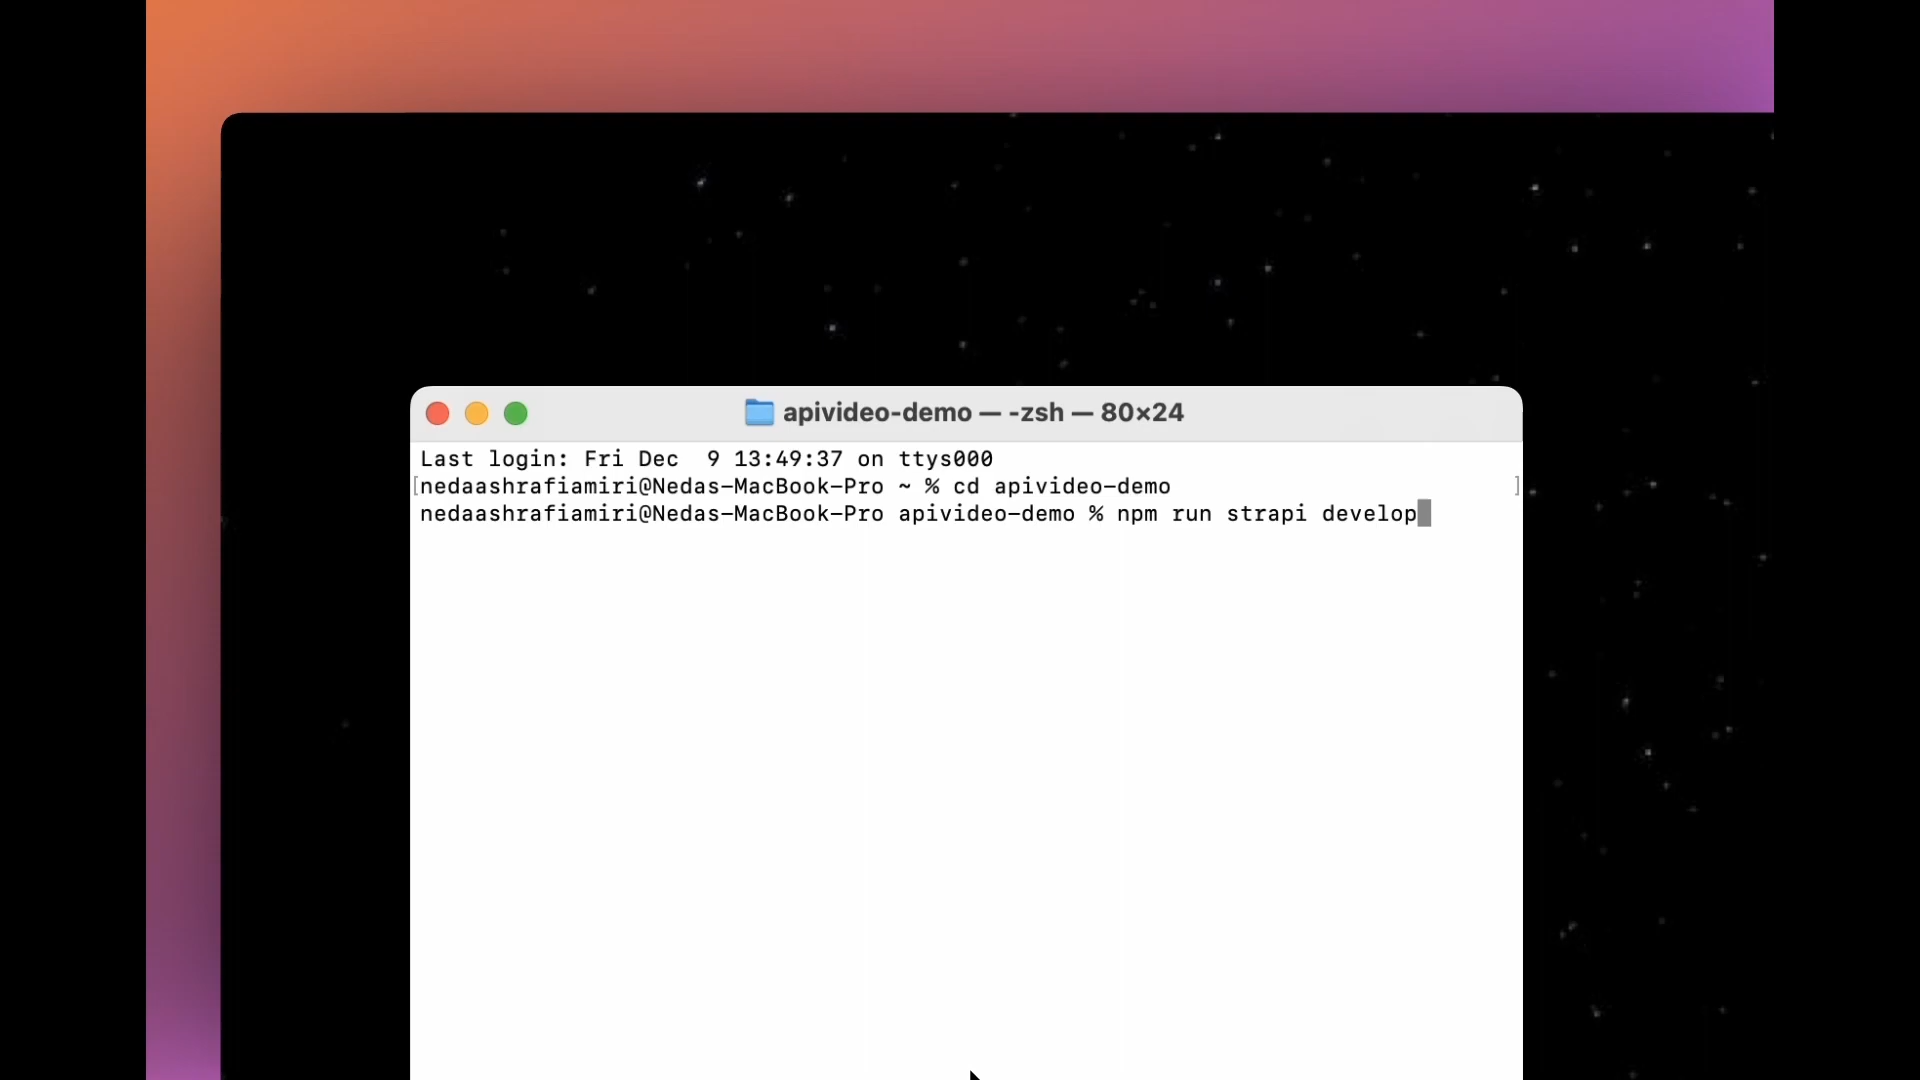 apivideo-demo — -zsh — 80×24
Last login: Fri Dec  9 13:49:37 on ttys000
[nedaashrafiamiri@Nedas-MacBook-Pro ~ % cd apivideo-demo ]
nedaashrafiamiri@Nedas-MacBook-Pro apivideo-demo % npm run strapi develop